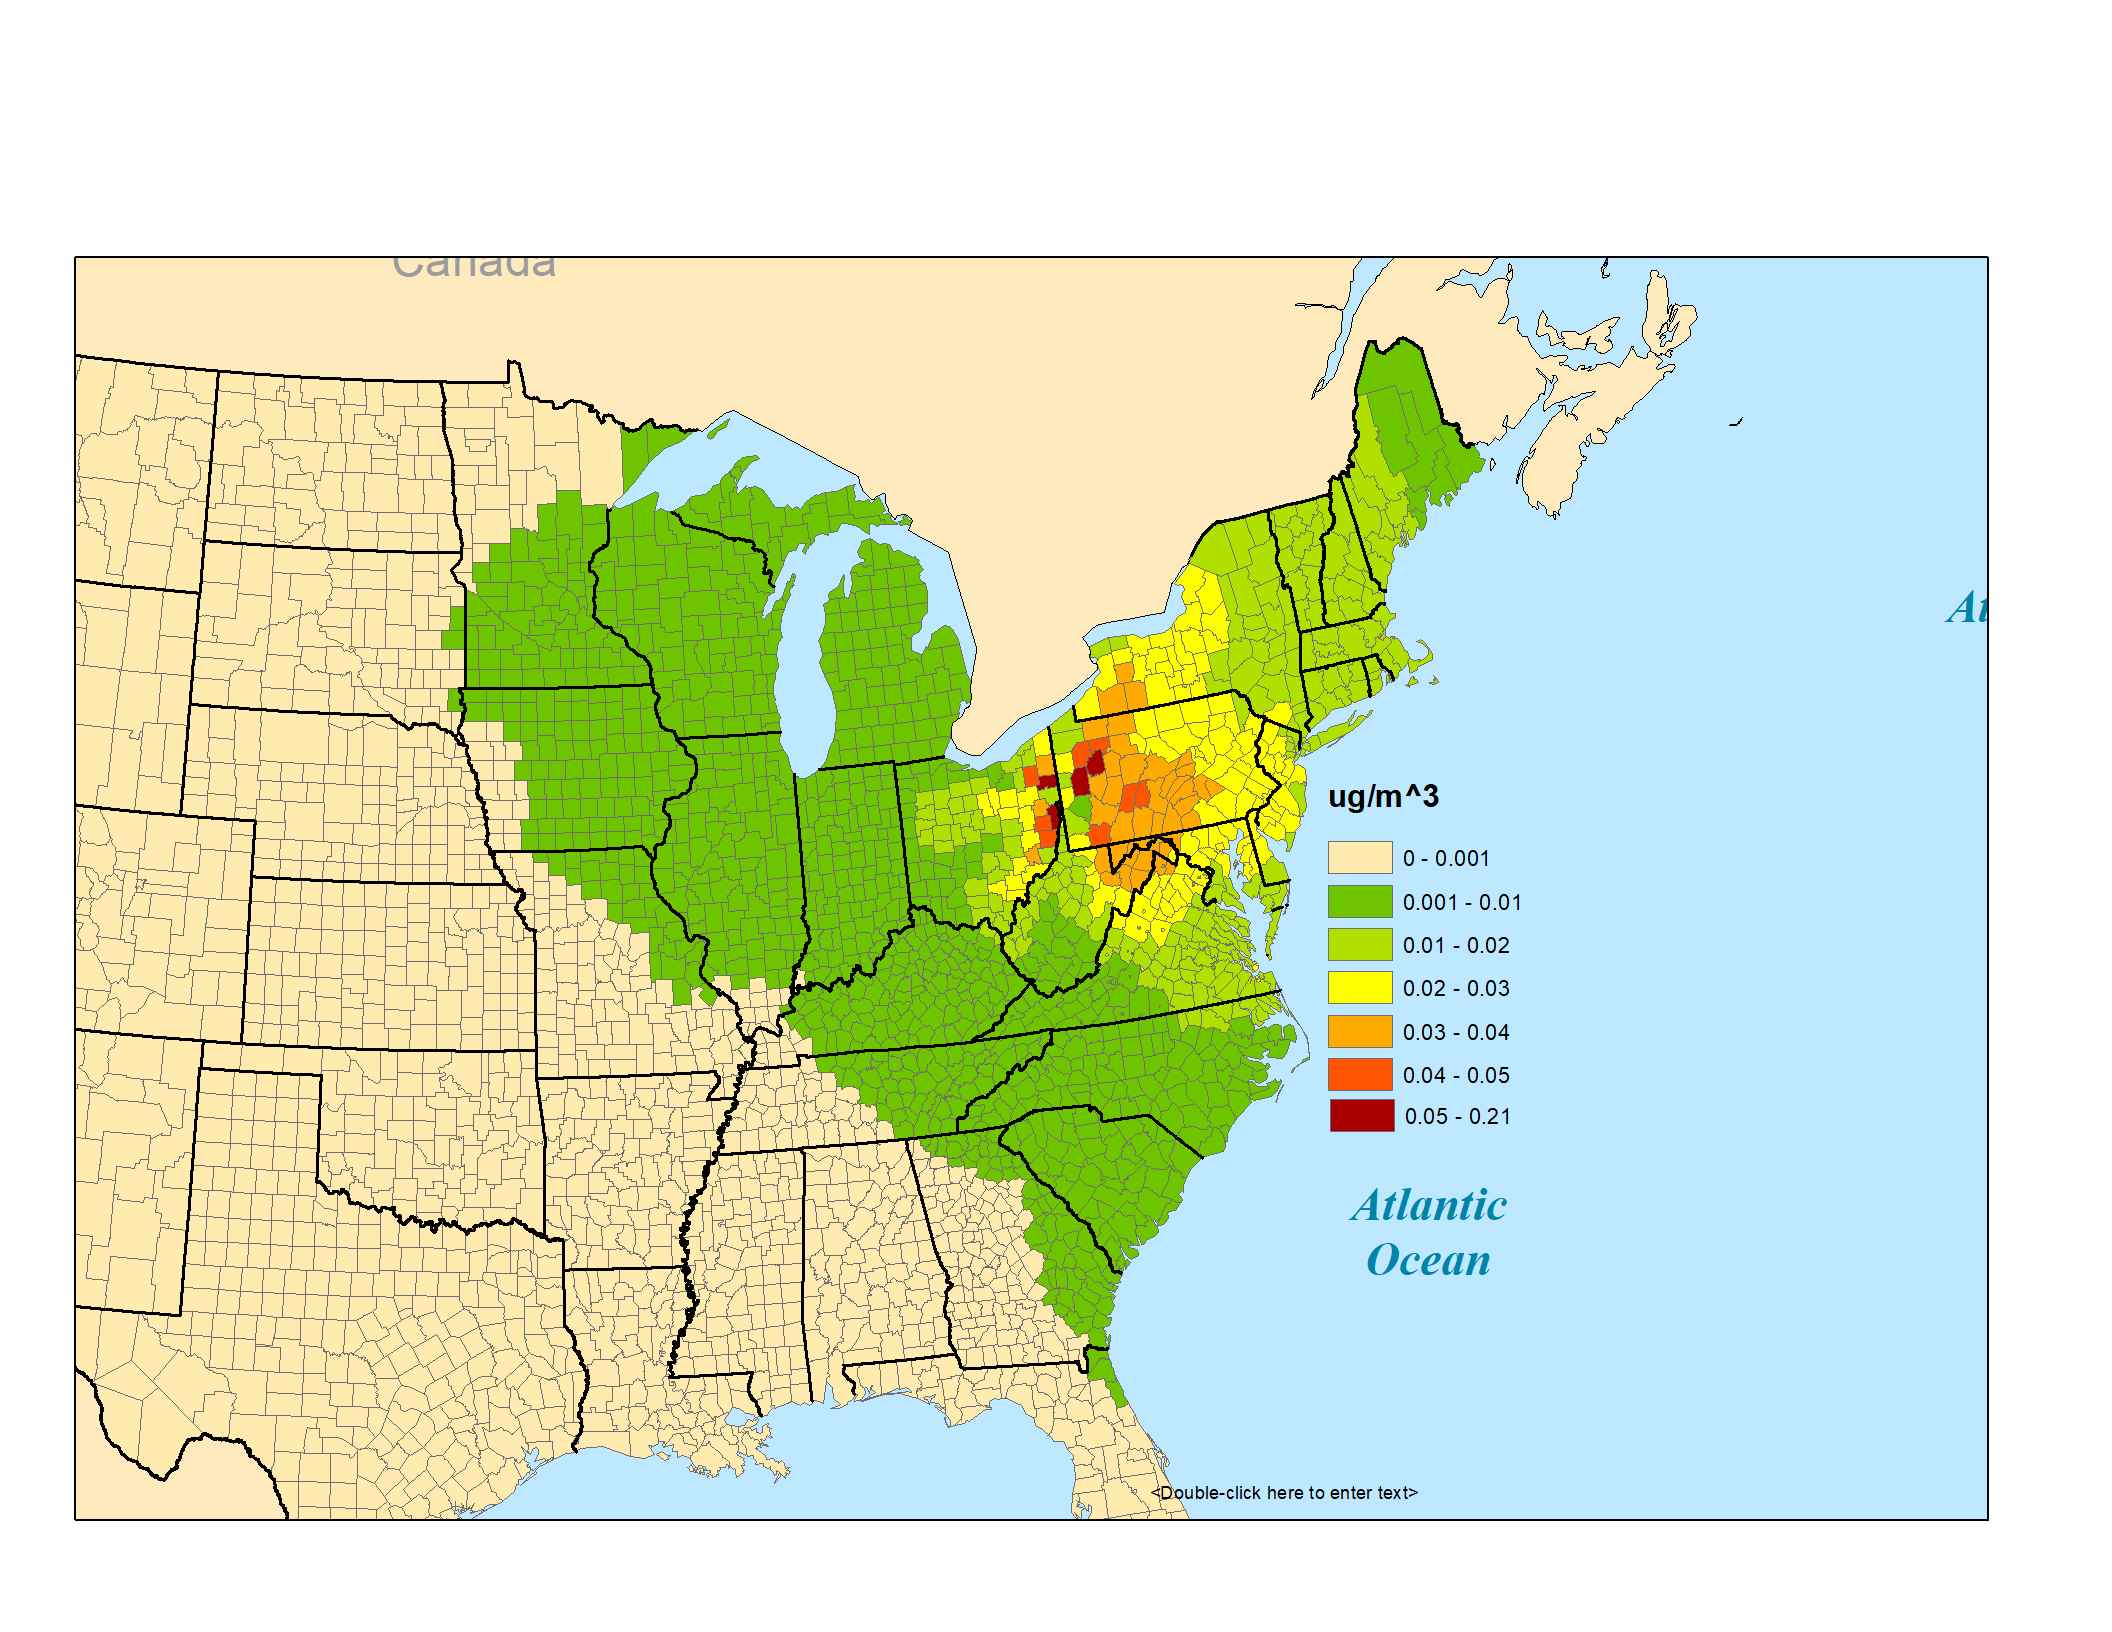 Canada
ug/m^3
0 - 0.001
0.001 - 0.01
0.01 - 0.02
0.02 - 0.03
0.03 - 0.04
0.04 - 0.05
0.05 - 0.21
Atlantic
Ocean
<Double-click here to enter text>